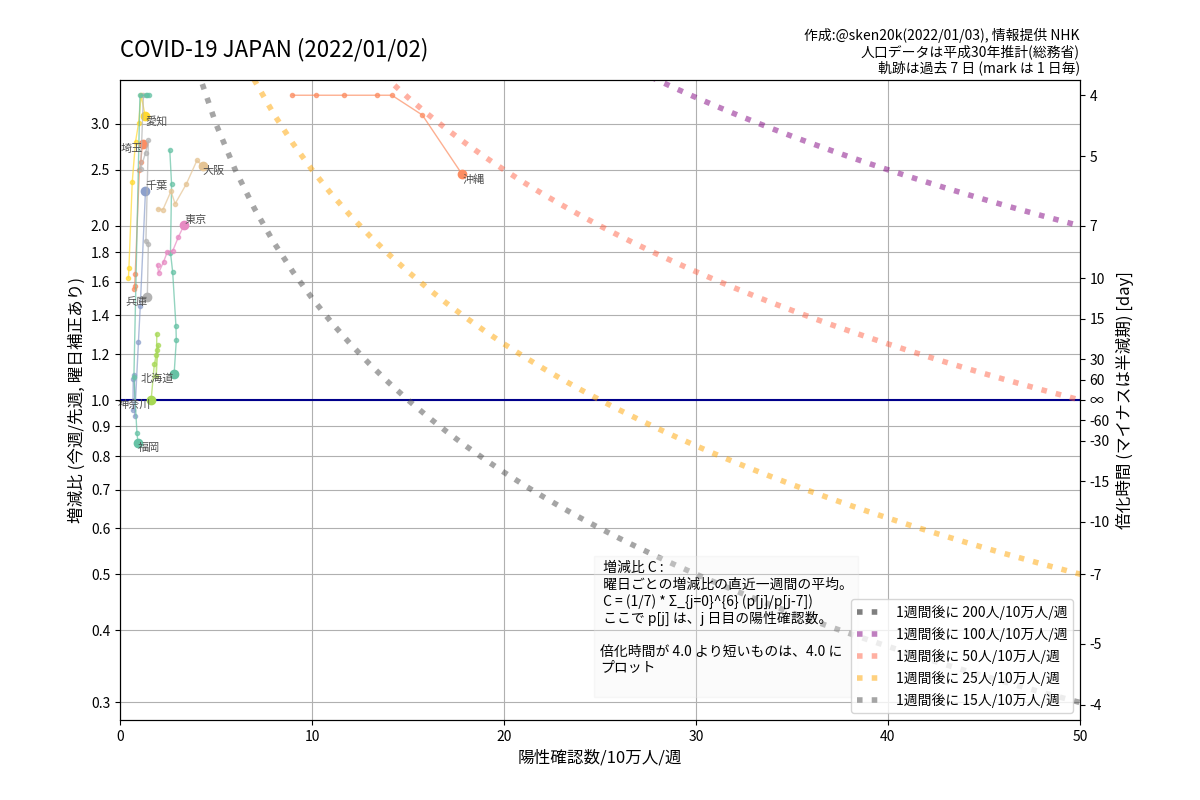 COVID-19 JAPAN (2022/01/02)
作成:@sken20k(2022/01/03), 情報提供 NHK
人口データは平成30年推計(総務省)
軌跡は過去 7 日 (mark は 1 日毎)
増減比 (今週/先週, 曜日補正あり)
3.0
2.5
2.0
1.8
1.6
1.4
1.2
1.0
0.9
0.8
0.7
0.6
0.5
0.4
0.3
愛知
埼玉
千葉
大阪
東京
沖縄
兵庫
北海道
神奈川
福岡
4
5
7
10
15
30
60
∞
-60
-30
-15
-10
-7
-5
-4
倍化時間 (マイナスは半減期) [day]
増減比 C :
曜日ごとの増減比の直近一週間の平均。
C = (1/7) * Σ_{j=0}^{6} (p[j]/p[j-7])
ここで p[j] は、j 日目の陽性確認数。
倍化時間が 4.0 より短いものは、4.0 に
プロット
1週間後に 200人/10万人/週
1週間後に 100人/10万人/週
1週間後に 50人/10万人/週
1週間後に 25人/10万人/週
1週間後に 15人/10万人/週
0 10 20 30 40 50
陽性確認数/10万人/週